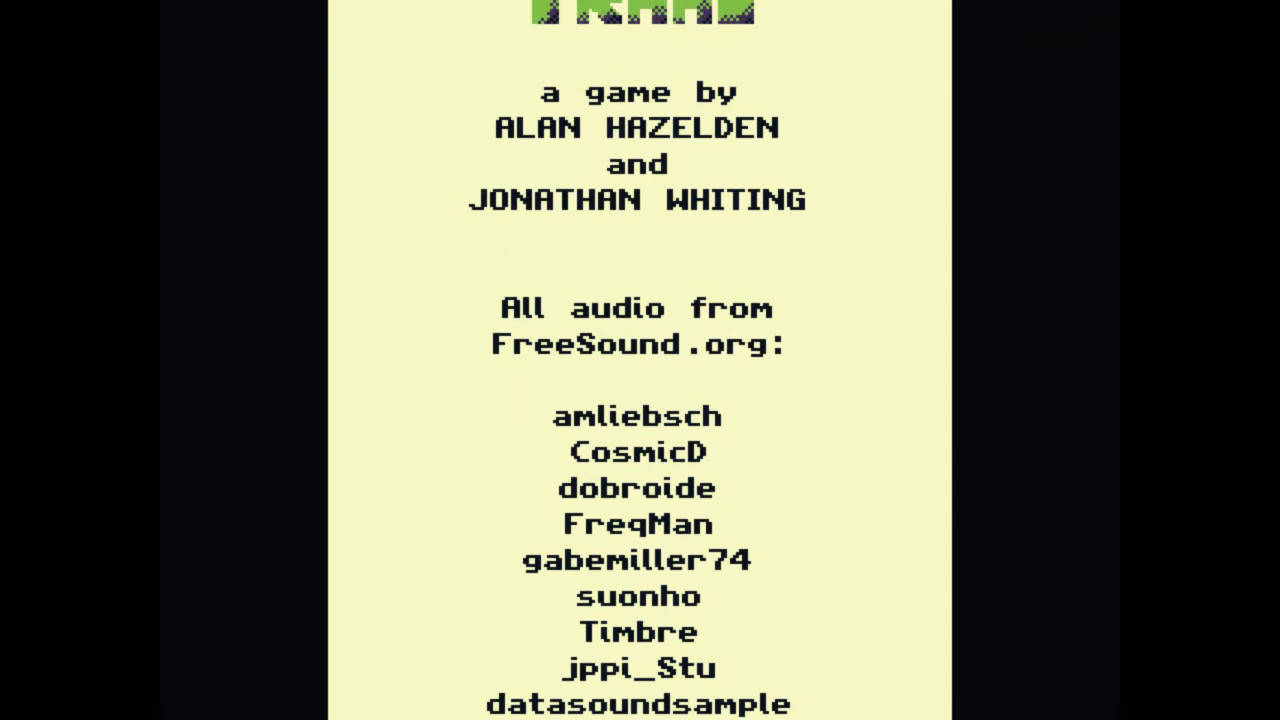 a game by
ALAN HAZELDEN
and
JONATHAN WHITING
All audio from
FreeSound.org:
amliebsch
CosmicD
dobroide
FreqMan
gabemiller74
suonho
Timbre
jppi_Stu
datasoundsample